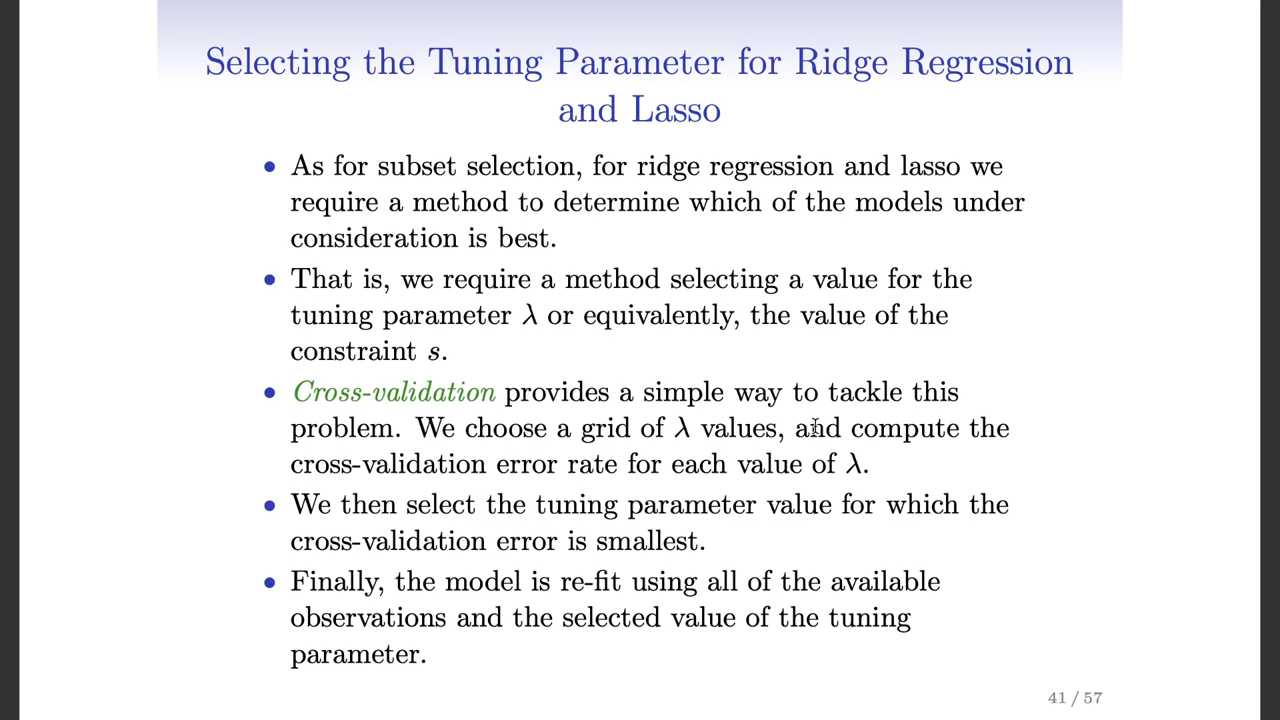 Selecting the Tuning Parameter for Ridge Regression
and Lasso
• As for subset selection, for ridge regression and lasso we
require a method to determine which of the models under
consideration is best.
• That is, we require a method selecting a value for the
tuning parameter λ or equivalently, the value of the
constraint s.
• Cross-validation provides a simple way to tackle this
problem. We choose a grid of λ values, and compute the
cross-validation error rate for each value of λ.
• We then select the tuning parameter value for which the
cross-validation error is smallest.
• Finally, the model is re-fit using all of the available
observations and the selected value of the tuning
parameter.
41 / 57